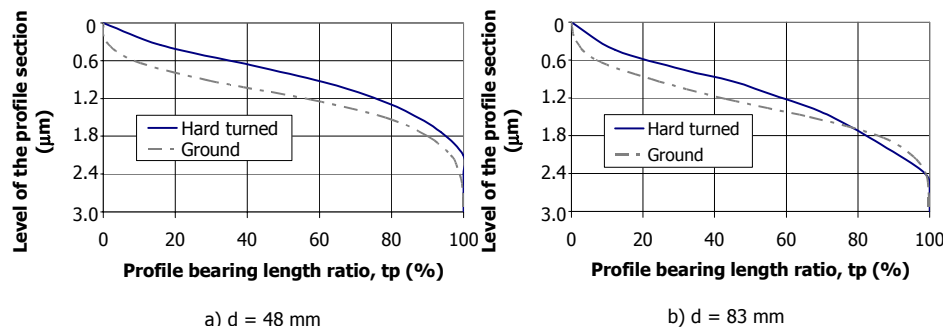 Level of the profile section
(μm)
0
0.6
1.2
1.8
2.4
3.0
Hard turned
Ground
0 20 40 60 80 100
Profile bearing length ratio, tp (%)
a) d = 48 mm
Level of the profile section
(μm)
0
0.6
1.2
1.8
2.4
3.0
Hard turned
Ground
0 20 40 60 80 100
Profile bearing length ratio, tp (%)
b) d = 83 mm